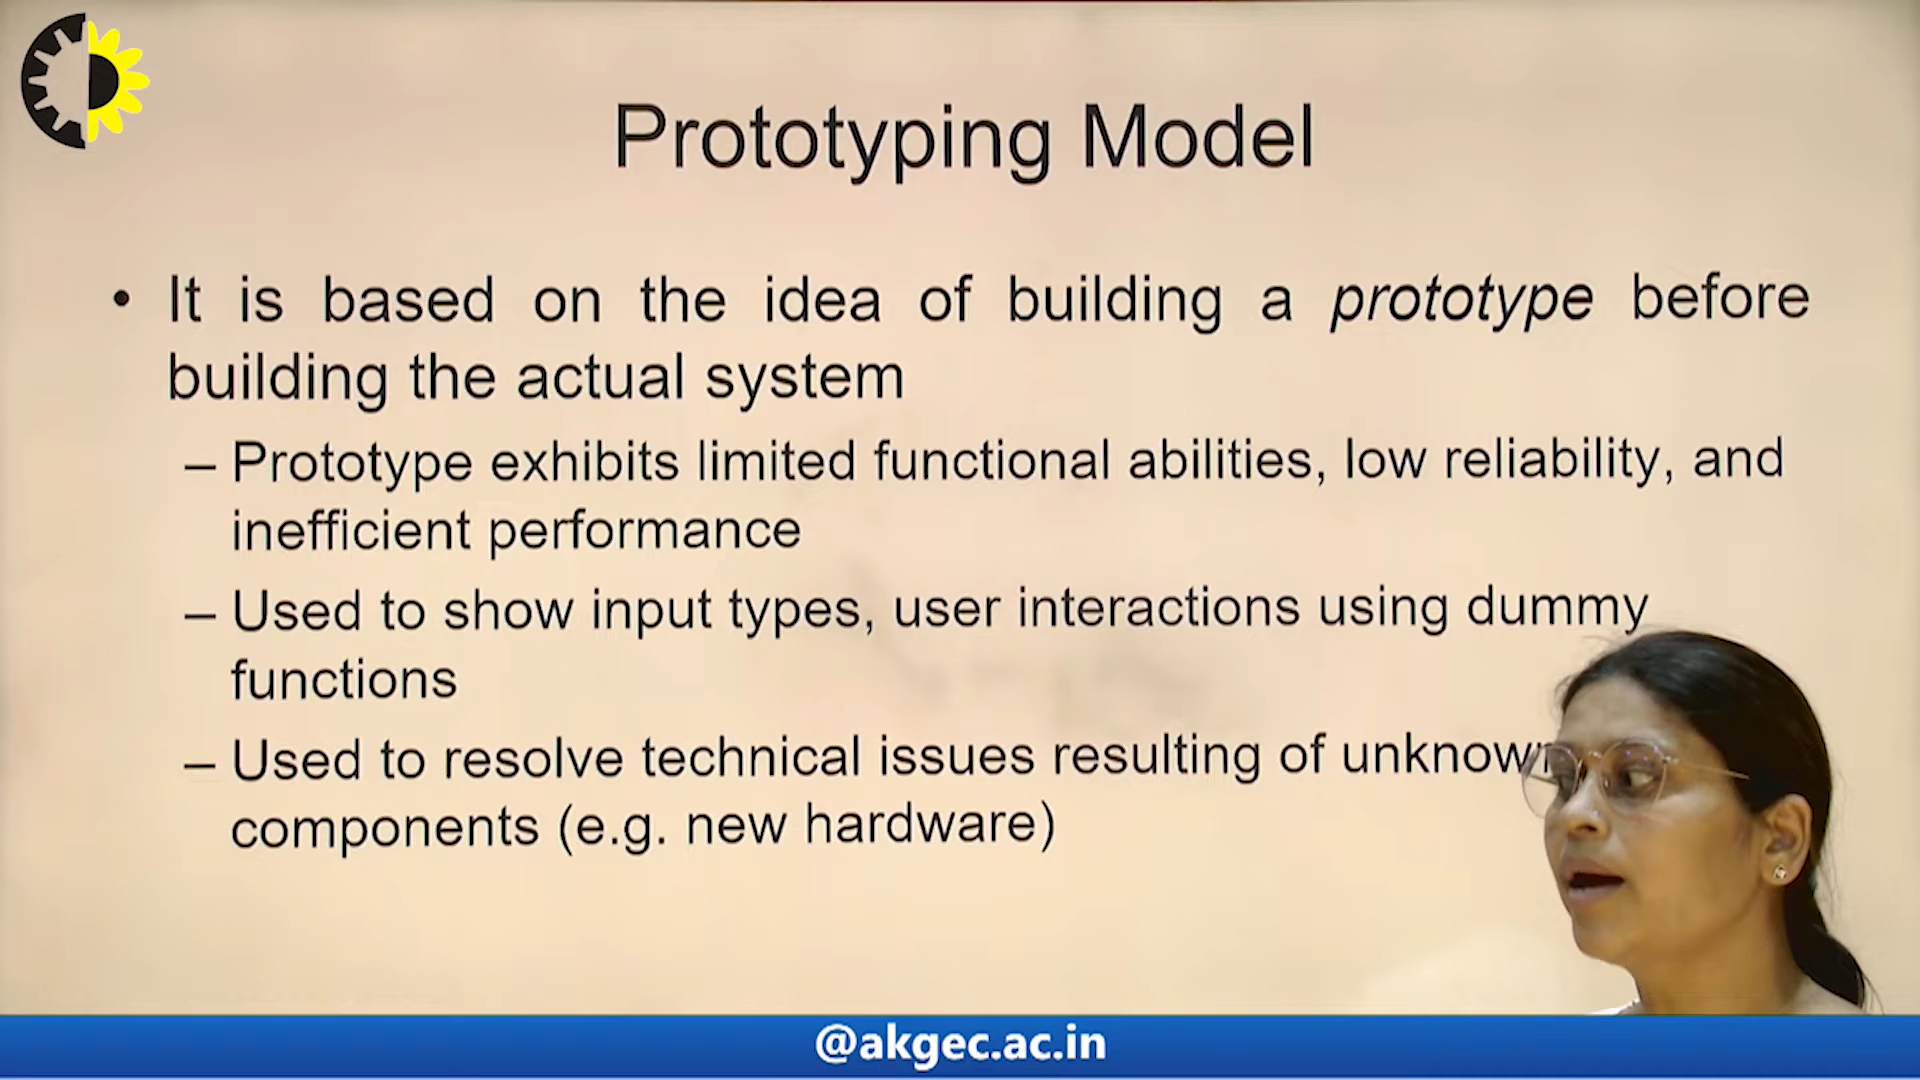 Prototyping Model
• It is based on the idea of building a prototype before
building the actual system
– Prototype exhibits limited functional abilities, low reliability, and
inefficient performance
– Used to show input types, user interactions using dummy
functions
– Used to resolve technical issues resulting of unknown
components (e.g. new hardware)
@akgec.ac.in